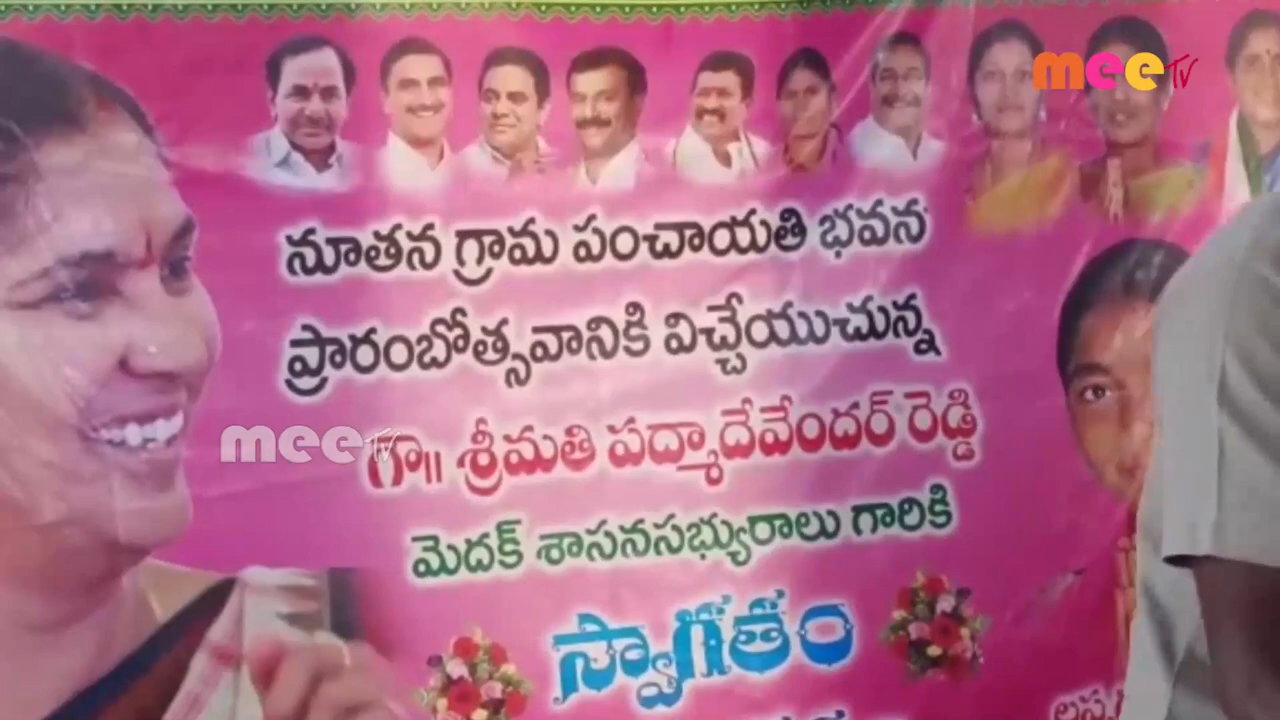 meeTV
నూతన గ్రామ పంచాయతి భవన
ప్రారంబోత్సవానికి విచ్చేయుచున్న
meeTV
గా॥ శ్రీమతి పద్మాదేవేందర్ రెడ్డి
మెదక్ శాసనసభ్యురాలు గారికి
స్వాగతం